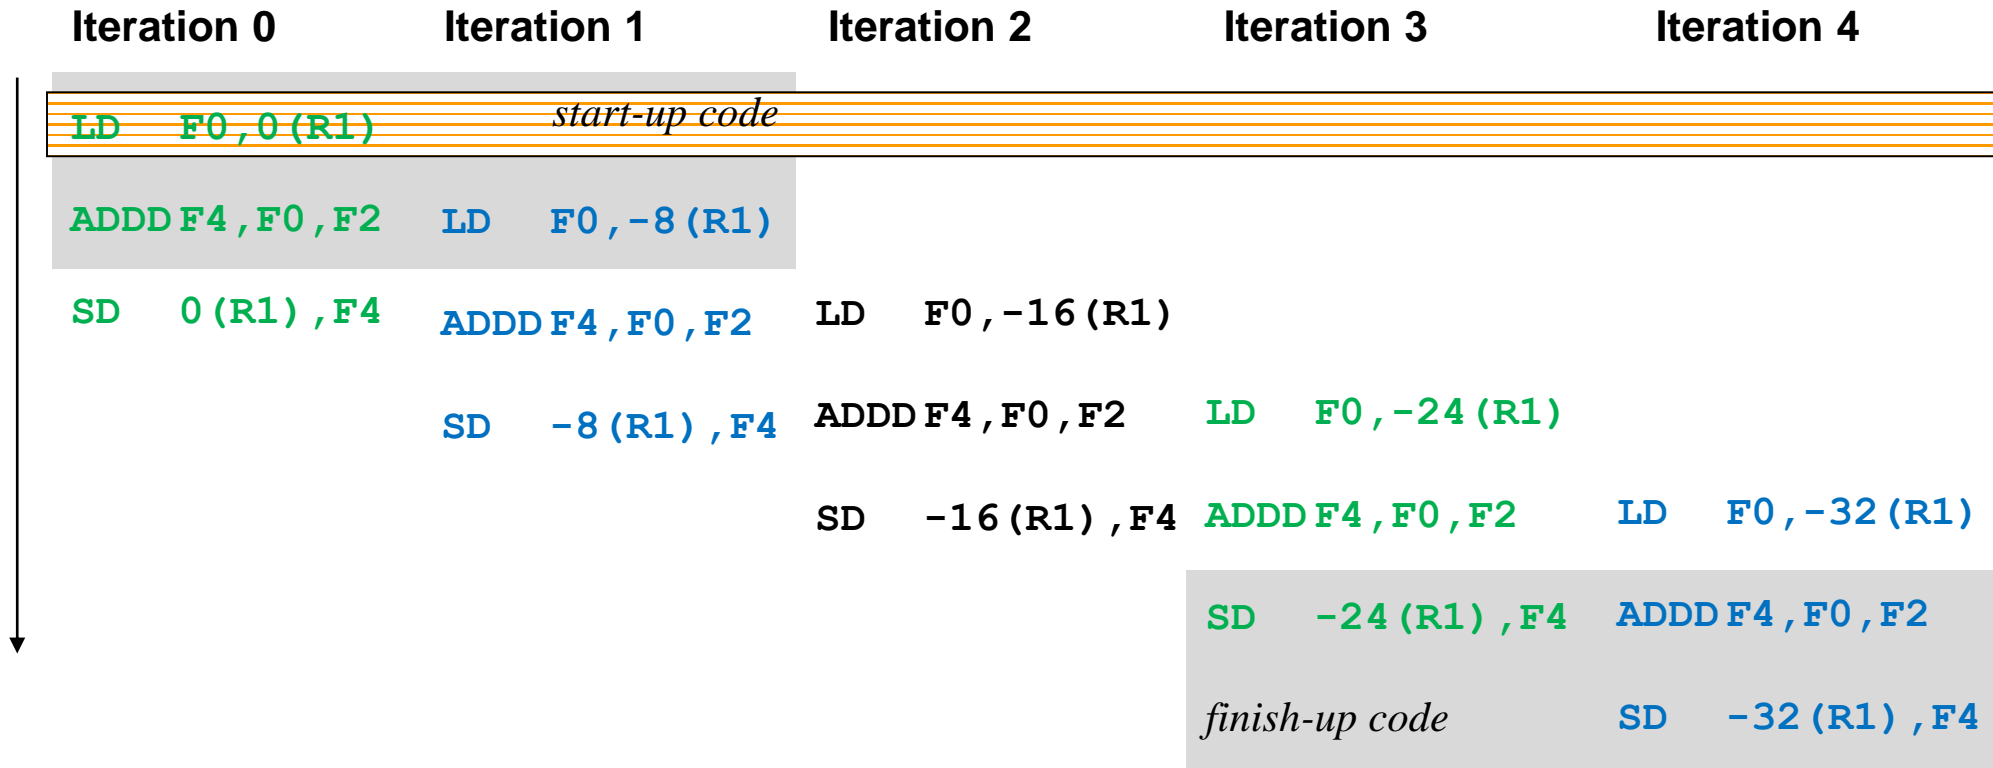 Iteration 0 Iteration 1 Iteration 2 Iteration 3 Iteration 4
LD F0,0(R1) start-up code
ADDD F4,F0,F2 LD F0,-8(R1)
SD 0(R1),F4 ADDD F4,F0,F2 LD F0,-16(R1)
SD -8(R1),F4 ADDD F4,F0,F2 LD F0,-24(R1)
SD -16(R1),F4 ADDD F4,F0,F2 LD F0,-32(R1)
SD -24(R1),F4 ADDD F4,F0,F2
finish-up code SD -32(R1),F4